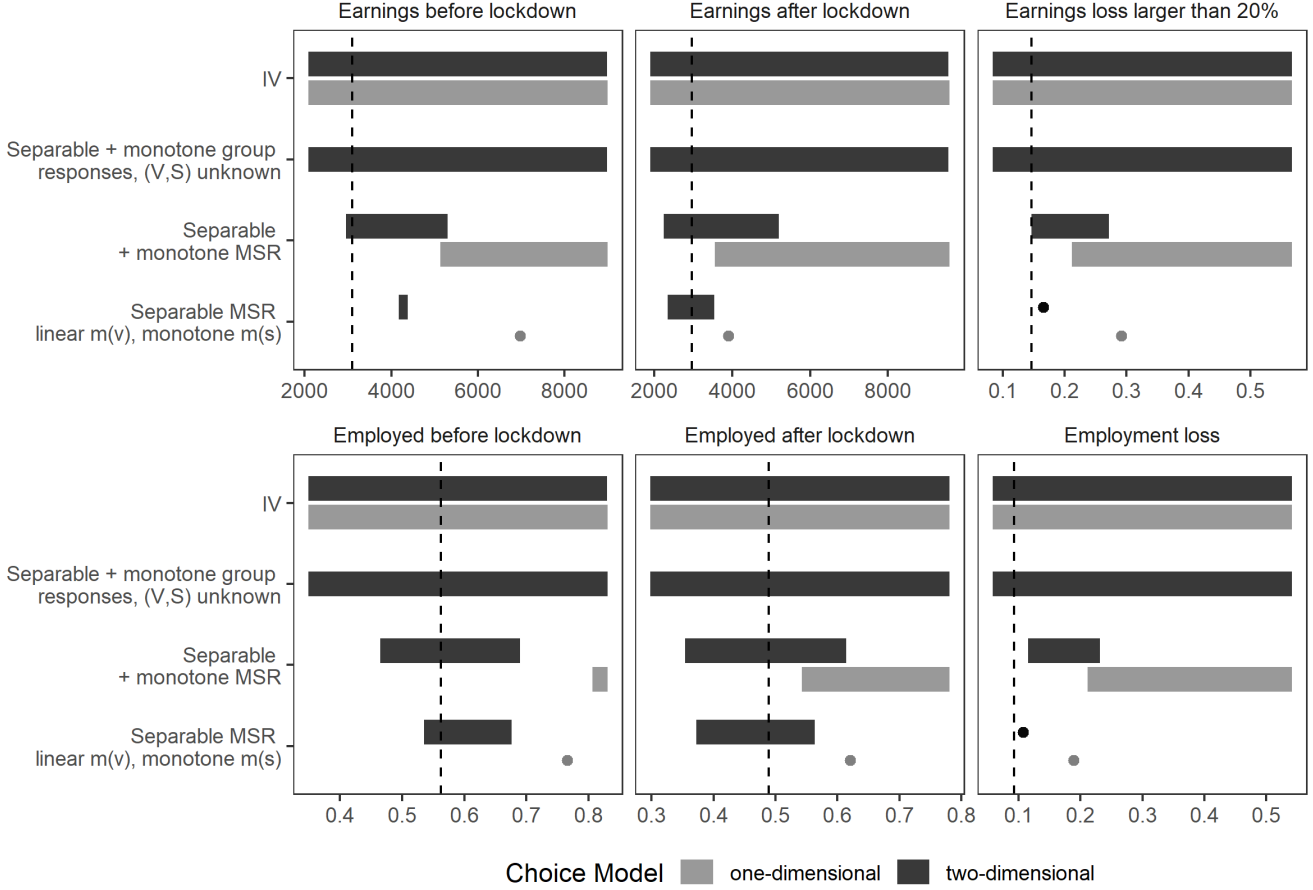 Earnings before lockdown
Earnings after lockdown
Earnings loss larger than 20%
IV
Separable + monotone group
responses, (V,S) unknown
Separable
+ monotone MSR
Separable MSR
linear m(v), monotone m(s)
2000 4000 6000 8000
2000 4000 6000 8000
0.1 0.2 0.3 0.4 0.5
Employed before lockdown
Employed after lockdown
Employment loss
IV
Separable + monotone group
responses, (V,S) unknown
Separable
+ monotone MSR
Separable MSR
linear m(v), monotone m(s)
0.4 0.5 0.6 0.7 0.8
0.3 0.4 0.5 0.6 0.7 0.8
0.1 0.2 0.3 0.4 0.5
Choice Model one-dimensional two-dimensional